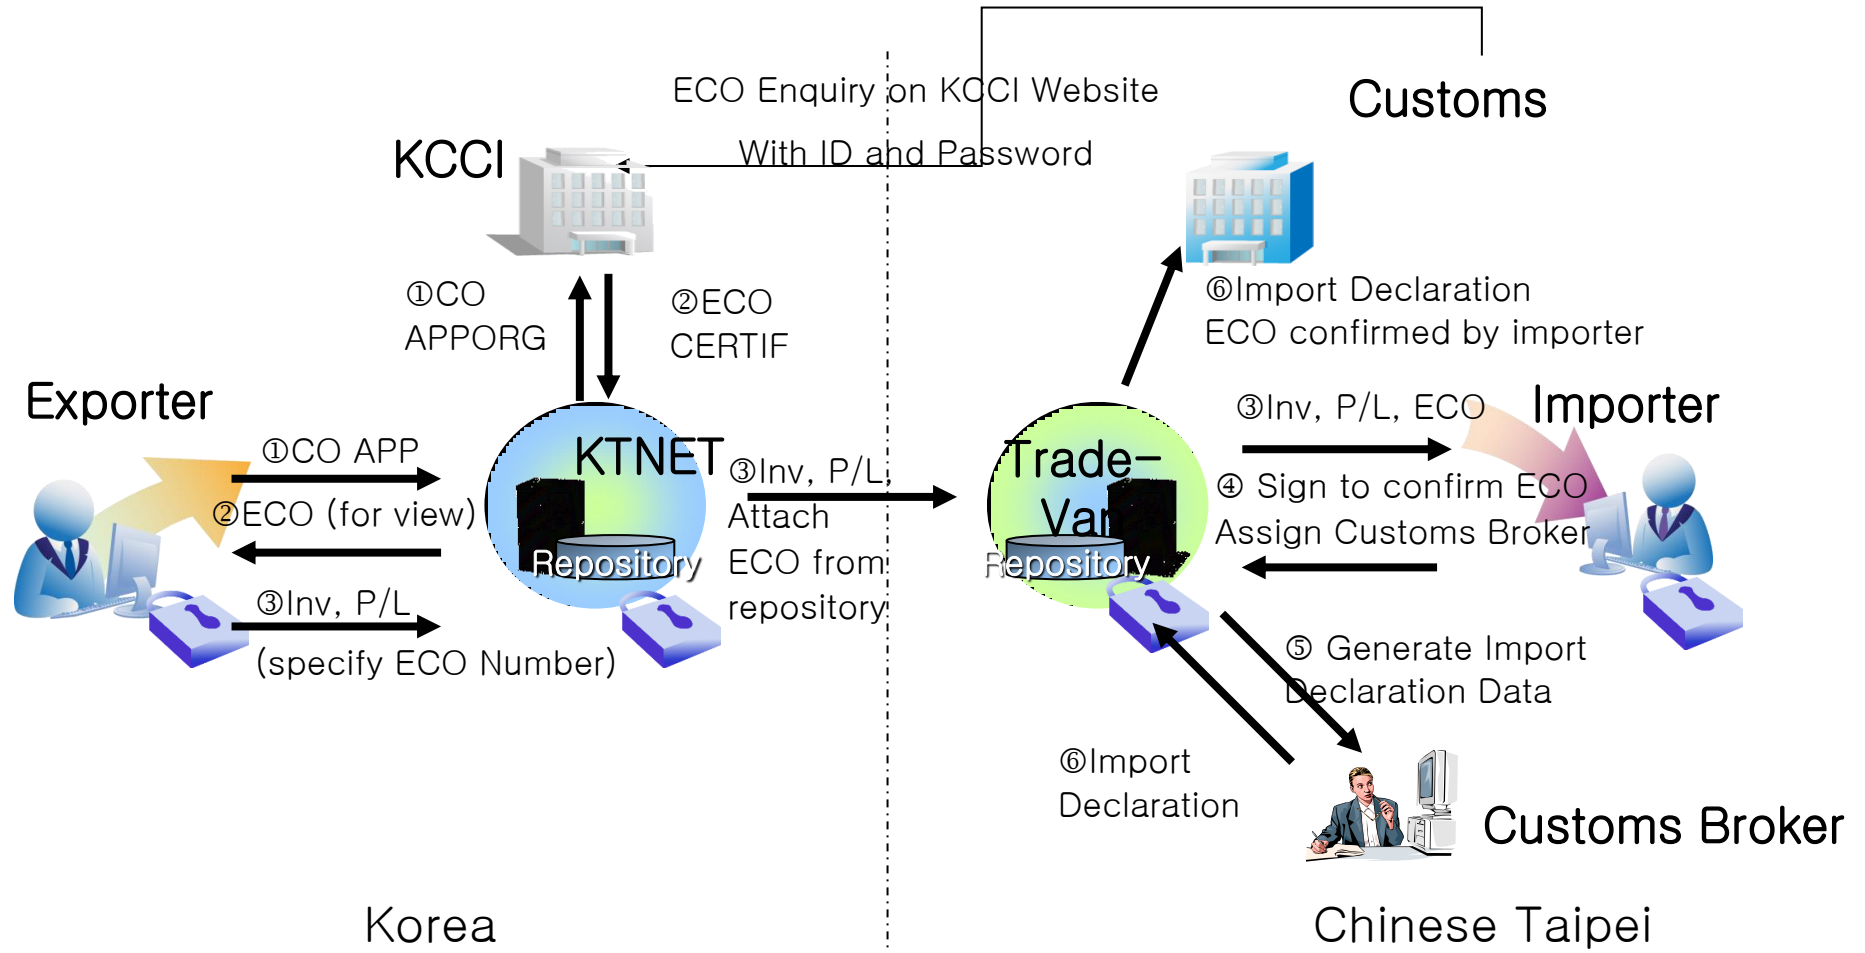 ECO Enquiry on KCCI Website
With ID and Password
Customs
KCCI
①CO
APPORG
②ECO
CERTIF
⑥Import Declaration
ECO confirmed by importer
Exporter
①CO APP
②ECO (for view)
③Inv, P/L
(specify ECO Number)
KTNET
Repository
③Inv, P/L,
Attach
ECO from
repository
Trade-
Van
Repository
③Inv, P/L, ECO
Importer
④ Sign to confirm ECO
Assign Customs Broker
⑤ Generate Import
Declaration Data
⑥Import
Declaration
Customs Broker
Korea
Chinese Taipei